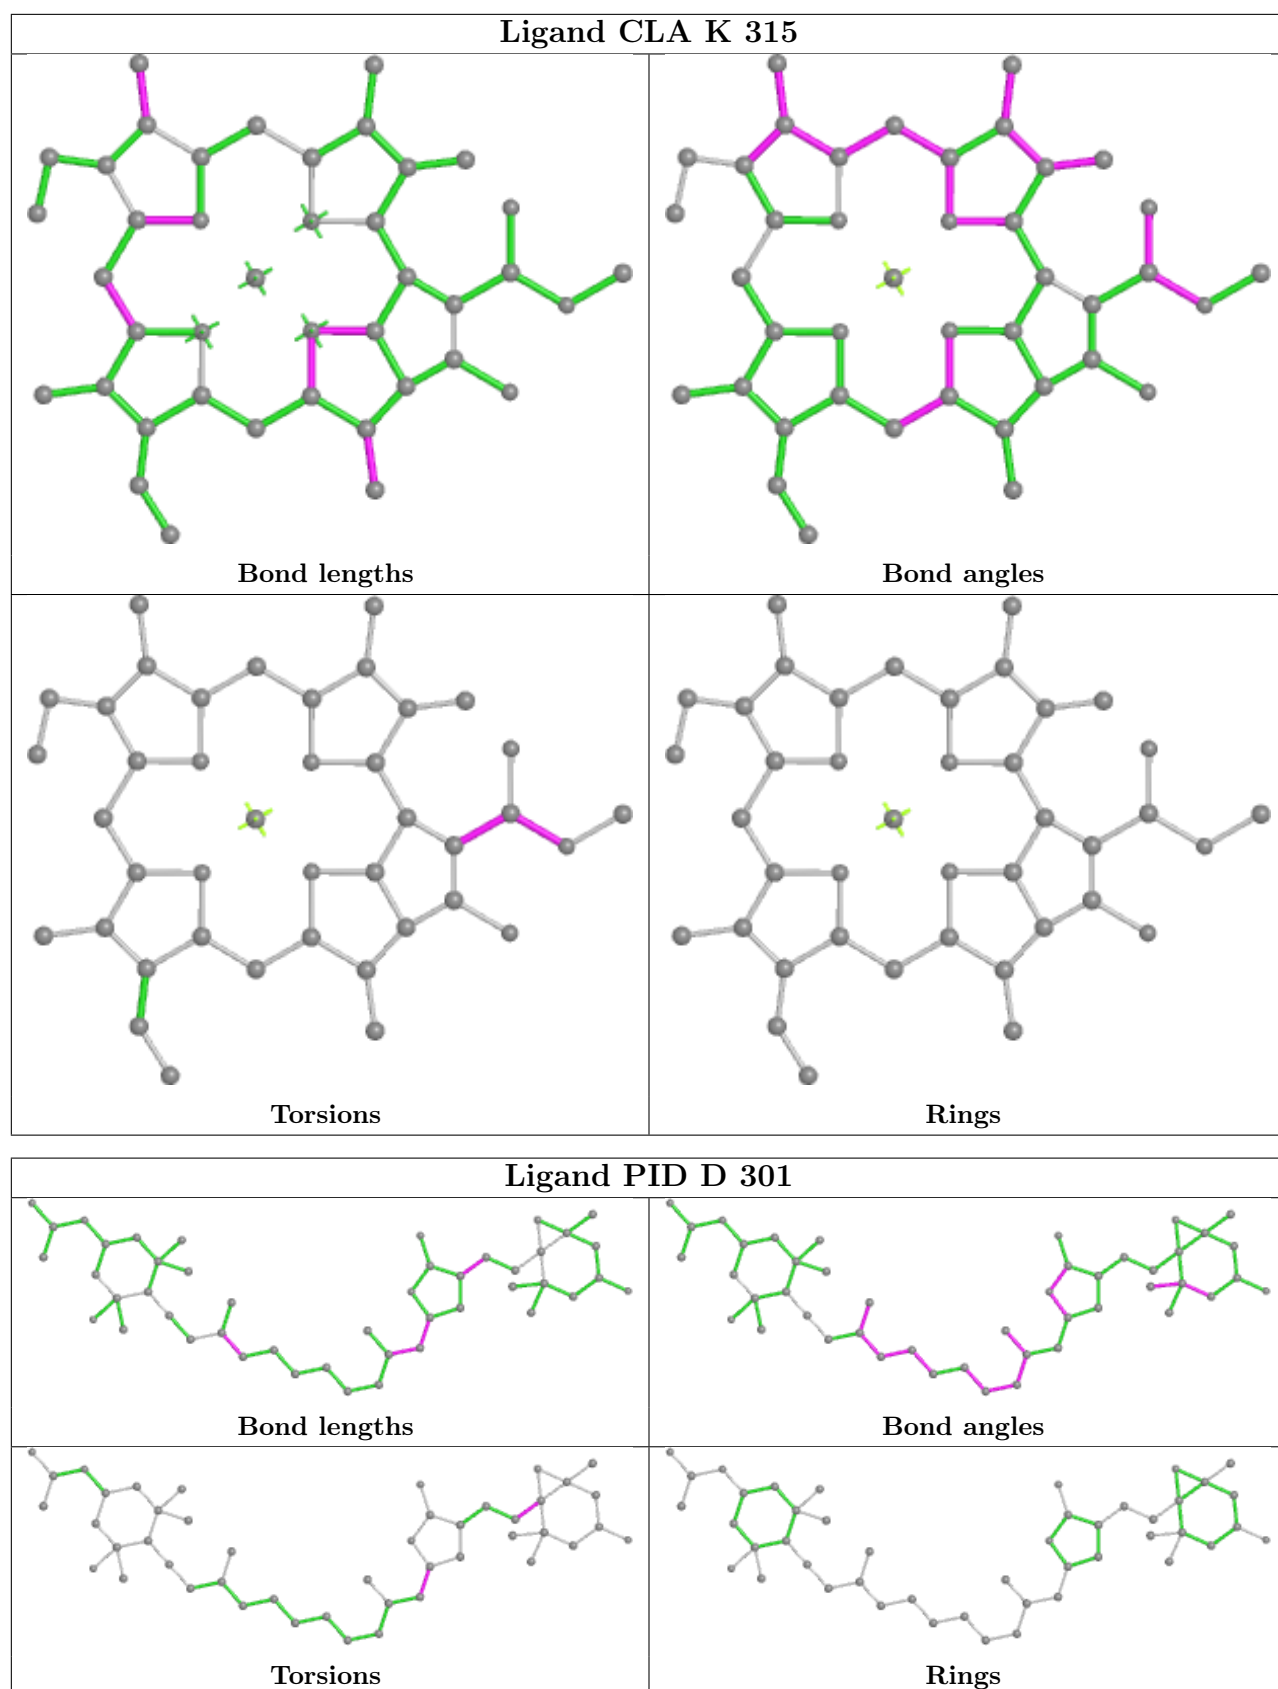 Ligand CLA K 315
Bond lengths
Bond angles
Torsions
Rings
Ligand PID D 301
Bond lengths
Bond angles
Torsions
Rings